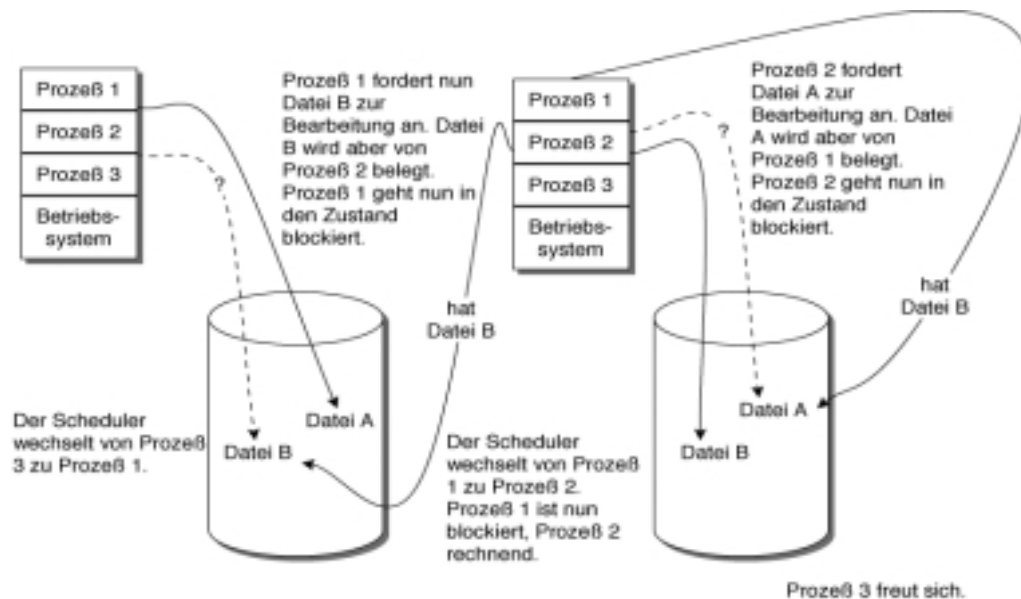 Prozeß 1
Prozeß 2
Prozeß 3
Betriebs-
system
?
Prozeß 1 fordert nun
Datei B zur
Bearbeitung an. Datei
B wird aber von
Prozeß 2 belegt.
Prozeß 1 geht nun in
den Zustand
blockiert.
Datei A
Datei B
Der Scheduler
wechselt von Prozeß
3 zu Prozeß 1.
hat
Datei B
Prozeß 1
Prozeß 2
Prozeß 3
Betriebs-
system
?
Prozeß 2 fordert
Datei A zur
Bearbeitung an. Datei
A wird aber von
Prozeß 1 belegt.
Prozeß 2 geht nun in
den Zustand
blockiert.
hat
Datei B
Datei A
Datei B
Der Scheduler
wechselt von Prozeß
1 zu Prozeß 2.
Prozeß 1 ist nun
blockiert, Prozeß 2
rechnend.
Prozeß 3 freut sich.